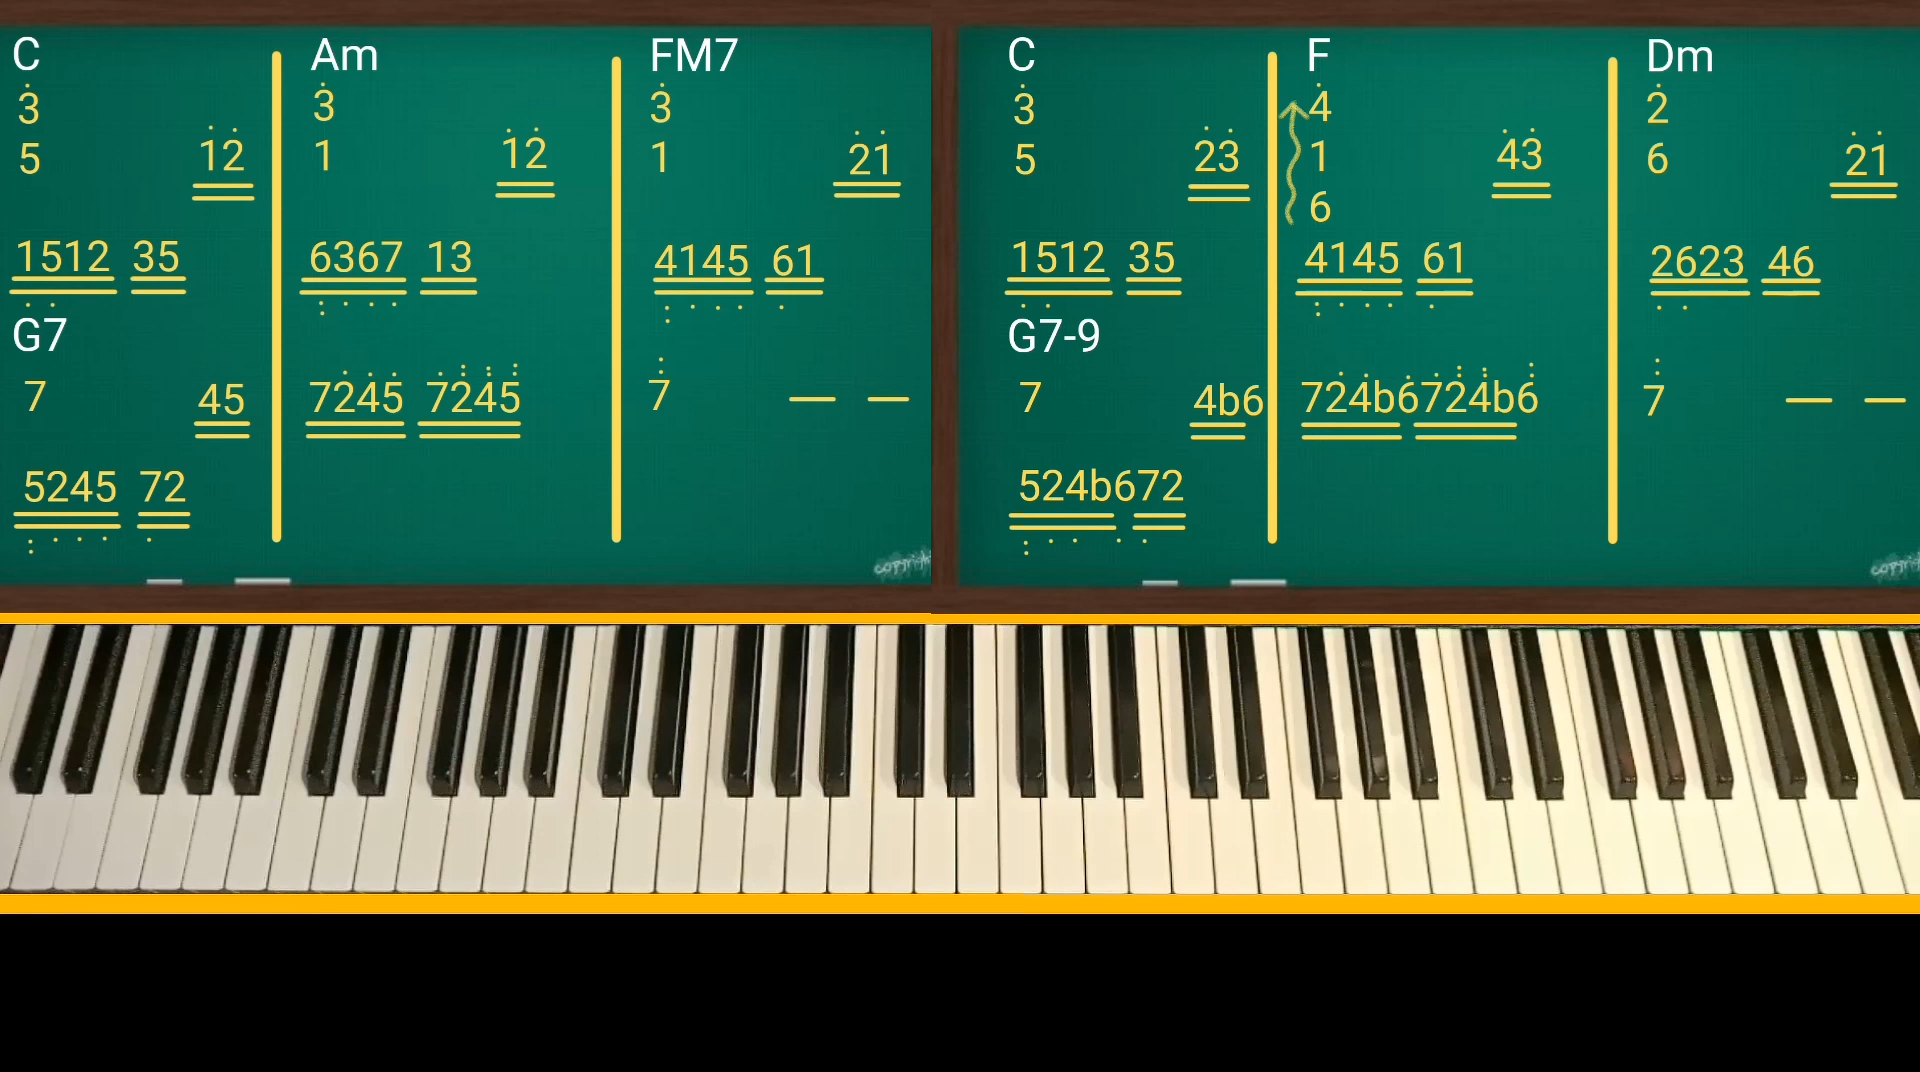 C Am FM7
3 3 3
5 12 1 12 1 21
1512 35 6367 13 4145 61
G7
7 45 7245 7245 7 — —
5245 72
C F Dm
3 4 2
5 23 1 43 6 21
6
1512 35 4145 61 2623 46
G7-9
7 4b6 724b6724b6 7 — —
524b672